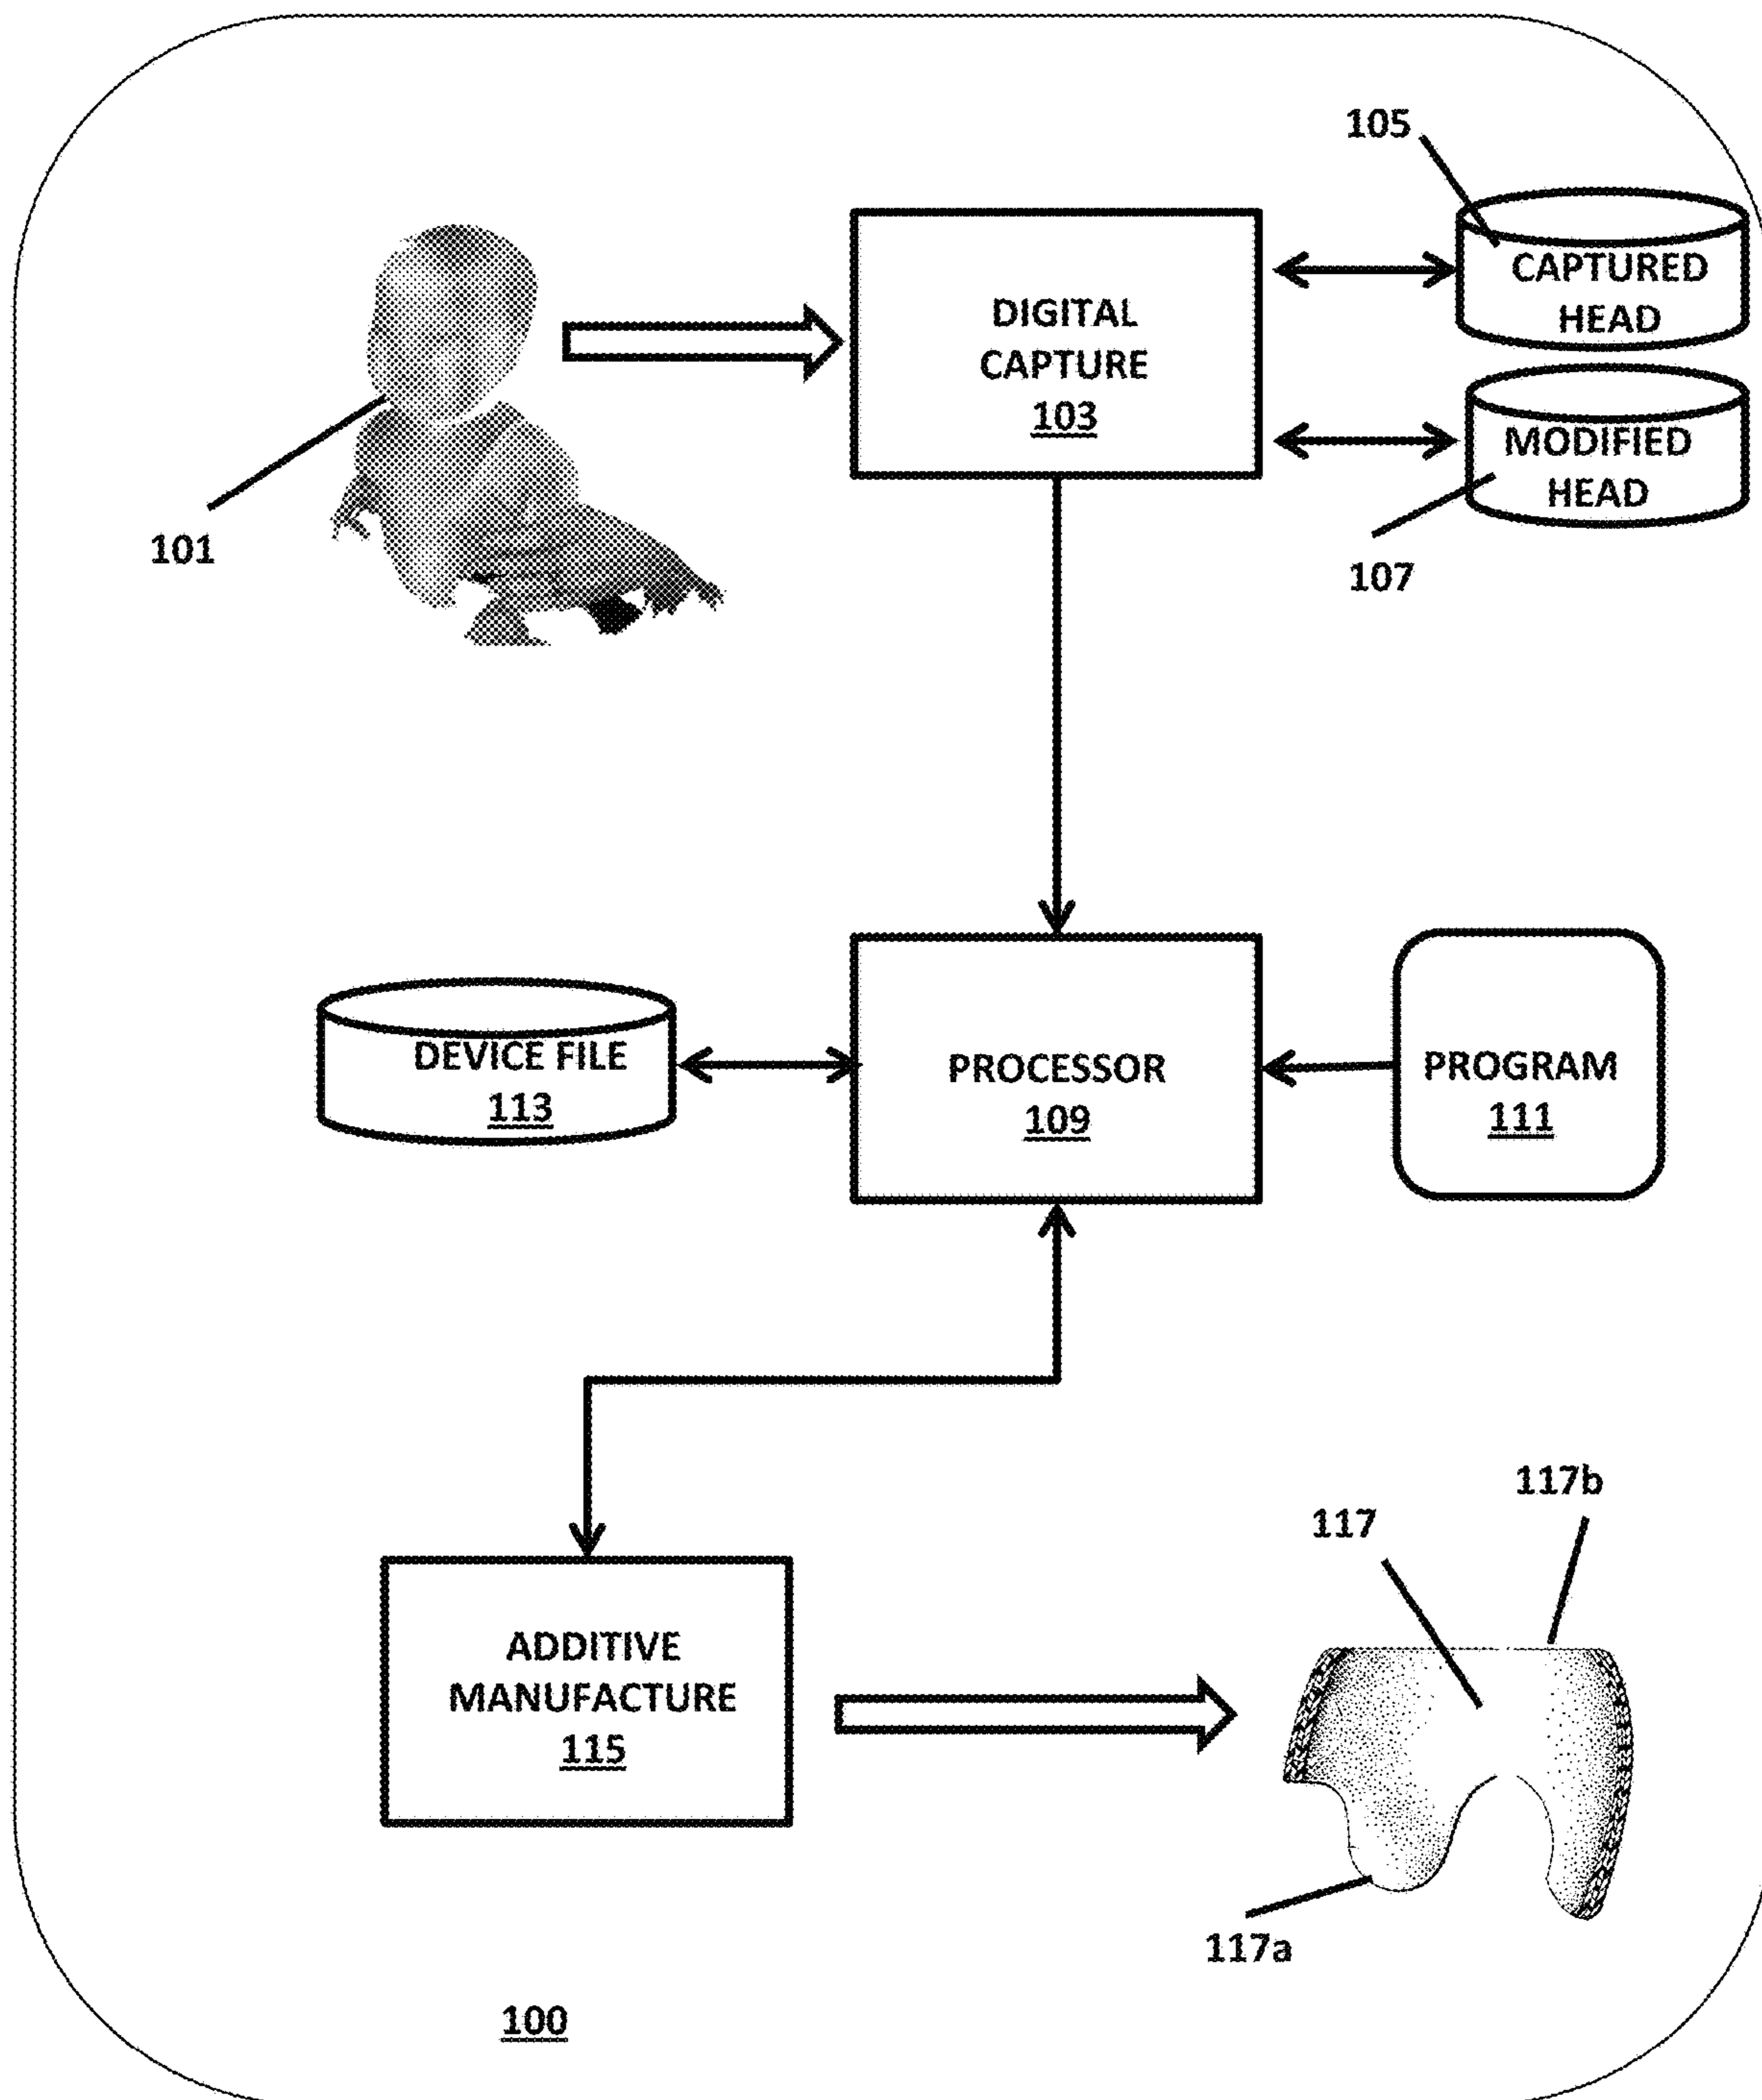 105
CAPTURED
HEAD
DIGITAL
CAPTURE
103
MODIFIED
HEAD
101
107
DEVICE FILE
113
PROCESSOR
109
PROGRAM
111
117b
117
ADDITIVE
MANUFACTURE
115
117a
100